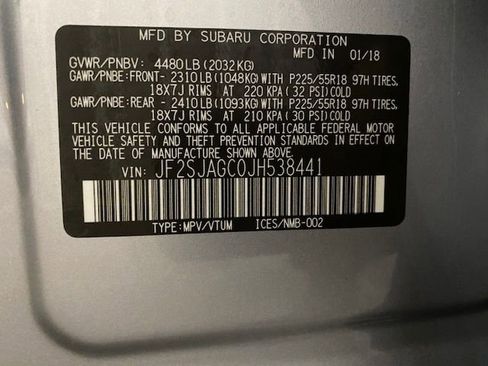 MFD BY SUBARU CORPORATION
MFD IN 01/18
GVWR/PNBV: 4480LB(2032KG)
GAWR/PNBE:FRONT- 2310LB(1048KG)WITH P225/55R18 97H TIRES,
18X7J RIMS AT 220 KPA(32 PSI)COLD
GAWR/PNBE:REAR - 2410LB(1093KG)WITH P225/55R18 97H TIRES,
18X7J RIMS AT 210 KPA(30 PSI)COLD
THIS VEHICLE CONFORMS TO ALL APPLICABLE FEDERAL MOTOR
VEHICLE SAFETY AND THEFT PREVENTION STANDARDS IN EFFECT
ON THE DATE OF MANUFACTURE SHOWN ABOVE.
VIN: JF2SJAGC0JH538441
TYPE:MPV/VTUM ICES/NMB-002